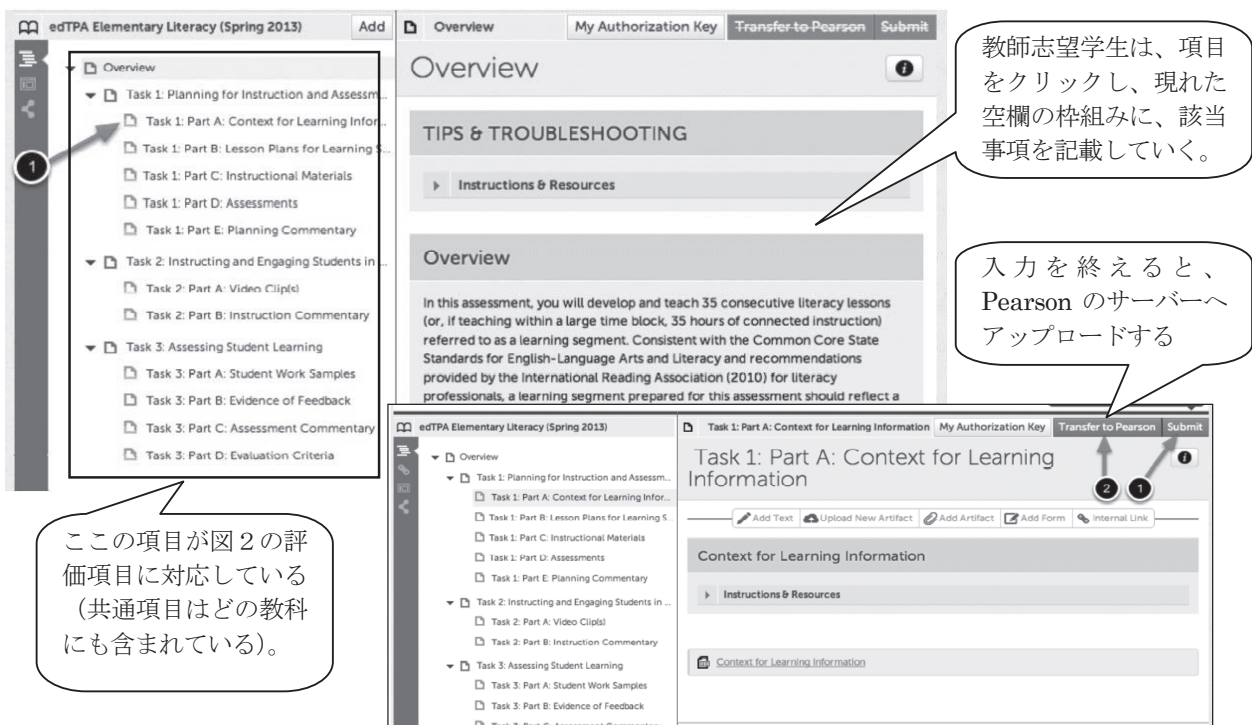 edTPA Elementary Literacy (Spring 2013)
Add
Overview
Task 1: Planning for Instruction and Assessm...
Task 1: Part A: Context for Learning Infor...
Task 1: Part B: Lesson Plans for Learning S...
Task 1: Part C: Instructional Materials
Task 1: Part D: Assessments
Task 1: Part E: Planning Commentary
Task 2: Instructing and Engaging Students in ...
Task 2: Part A: Video Clip(s)
Task 2: Part B: Instruction Commentary
Task 3: Assessing Student Learning
Task 3: Part A: Student Work Samples
Task 3: Part B: Evidence of Feedback
Task 3: Part C: Assessment Commentary
Task 3: Part D: Evaluation Criteria
1
Overview
My Authorization Key
Transfer to Pearson
Submit
Overview
TIPS & TROUBLESHOOTING
Instructions & Resources
Overview
In this assessment, you will develop and teach 35 consecutive literacy lessons
(or, if teaching within a large time block, 35 hours of connected instruction)
referred to as a learning segment. Consistent with the Common Core State
Standards for English-Language Arts and Literacy and recommendations
provided by the International Reading Association (2010) for literacy
professionals, a learning segment prepared for this assessment should reflect a
教師志望学生は、項目
をクリックし、現れた
空欄の枠組みに、該当
事項を記載していく。
入力を終えると、
Pearson のサーバーへ
アップロードする
ここの項目が図2の評
価項目に対応している
(共通項目はどの教科
にも含まれている)。
edTPA Elementary Literacy (Spring 2013)
Overview
Task 1: Planning for Instruction and Assessm...
Task 1: Part A: Context for Learning Infor...
Task 1: Part B: Lesson Plans for Learning S...
Task 1: Part C: Instructional Materials
Task 1: Part D: Assessments
Task 1: Part E: Planning Commentary
Task 2: Instructing and Engaging Students in ...
Task 2: Part A: Video Clip(s)
Task 2: Part B: Instruction Commentary
Task 3: Assessing Student Learning
Task 3: Part A: Student Work Samples
Task 3: Part B: Evidence of Feedback
Task 3: Part C: Assessment Commentary
Task 1: Part A: Context for Learning Information
My Authorization Key
Transfer to Pearson
Submit
Task 1: Part A: Context for Learning
Information
2
1
Add Text
Upload New Artifact
Add Artifact
Add Form
Internal Link
Context for Learning Information
Instructions & Resources
Context for Learning Information